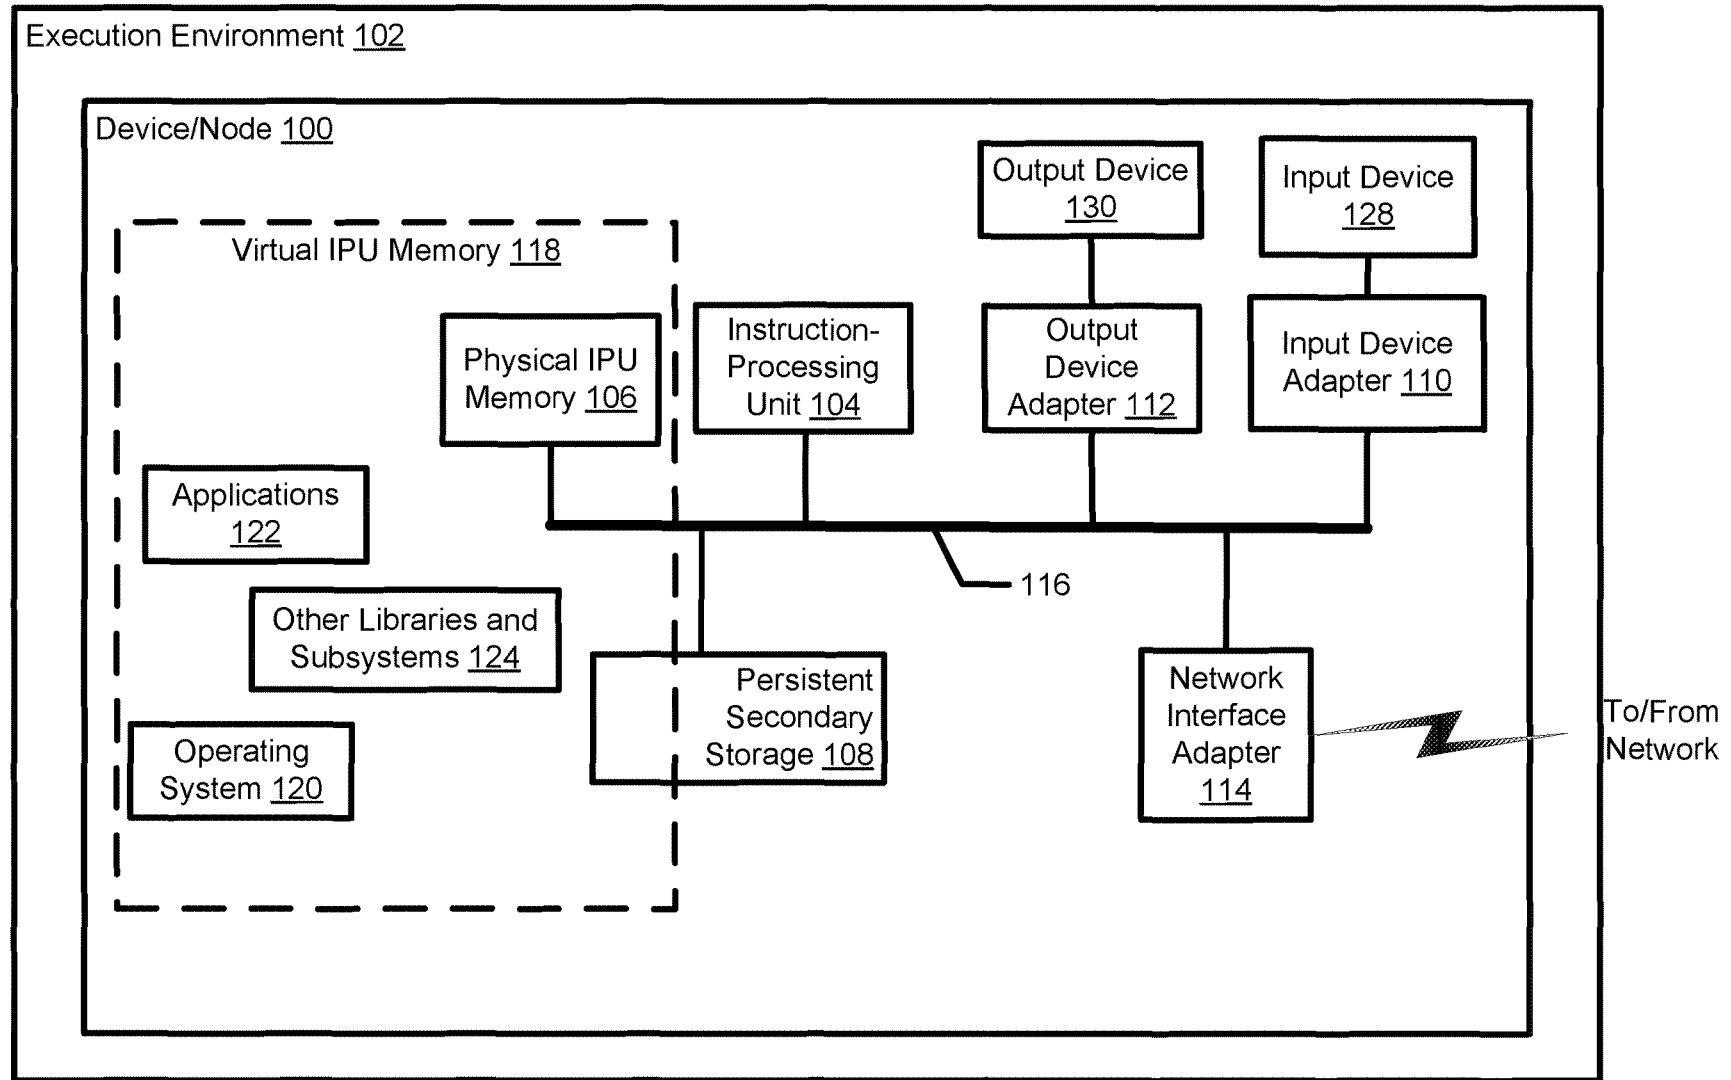 Execution Environment 102
Device/Node 100
Output Device
130
Input Device
128
Virtual IPU Memory 118
Physical IPU
Memory 106
Instruction-
Processing
Unit 104
Output
Device
Adapter 112
Input Device
Adapter 110
Applications
122
116
Other Libraries and
Subsystems 124
Persistent
Secondary
Storage 108
Network
Interface
Adapter
114
To/From
Network
Operating
System 120